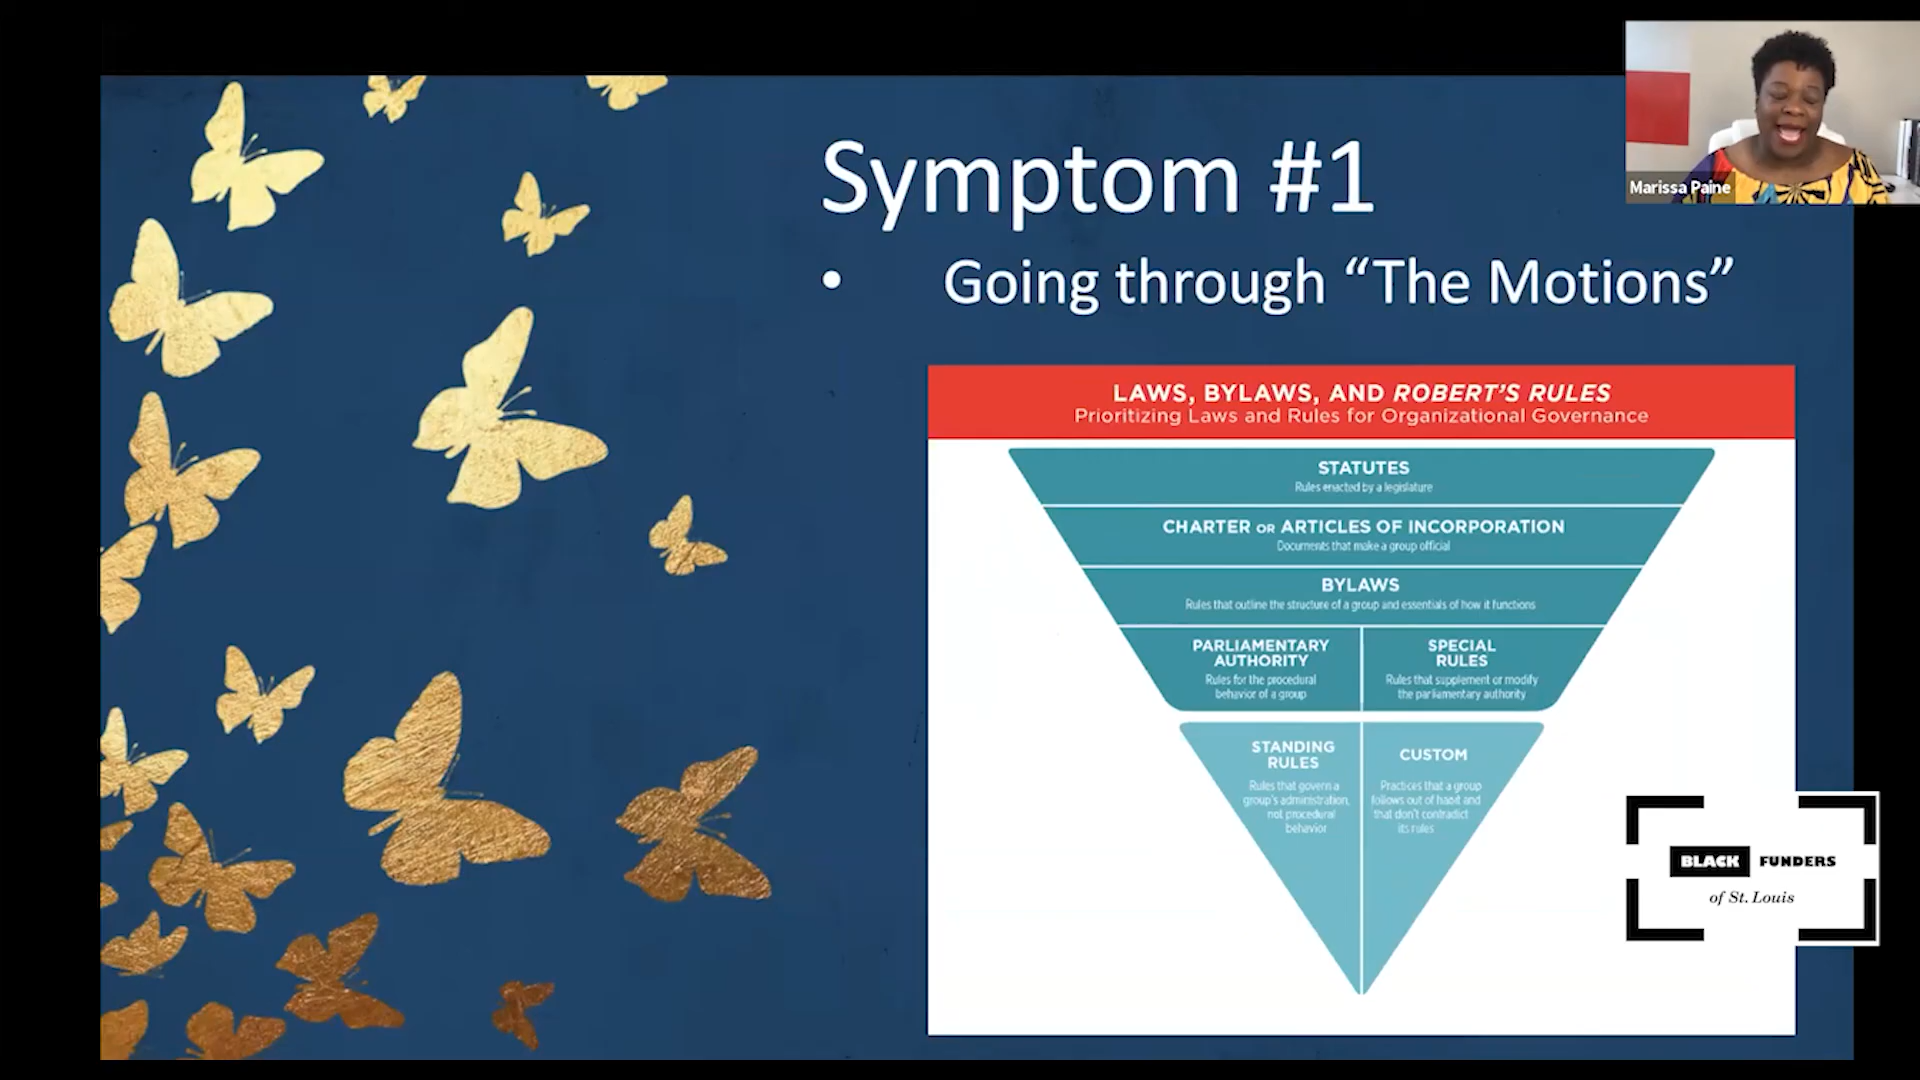 Symptom #1
• Going through “The Motions”
Marissa Paine
LAWS, BYLAWS, AND ROBERT'S RULES
Prioritizing Laws and Rules for Organizational Governance
STATUTES
Rules enacted by a legislature
CHARTER OR ARTICLES OF INCORPORATION
Documents that make a group official
BYLAWS
Rules that outline the structure of a group and essentials of how it functions
PARLIAMENTARY
AUTHORITY
Rules for the procedural
behavior of a group
SPECIAL
RULES
Rules that supplement or modify
the parliamentary authority
STANDING
RULES
Rules that govern a
group's administration,
not procedural
behavior
CUSTOM
Practices that a group
follows out of habit and
that don't contradict
its rules
BLACK FUNDERS
of St. Louis